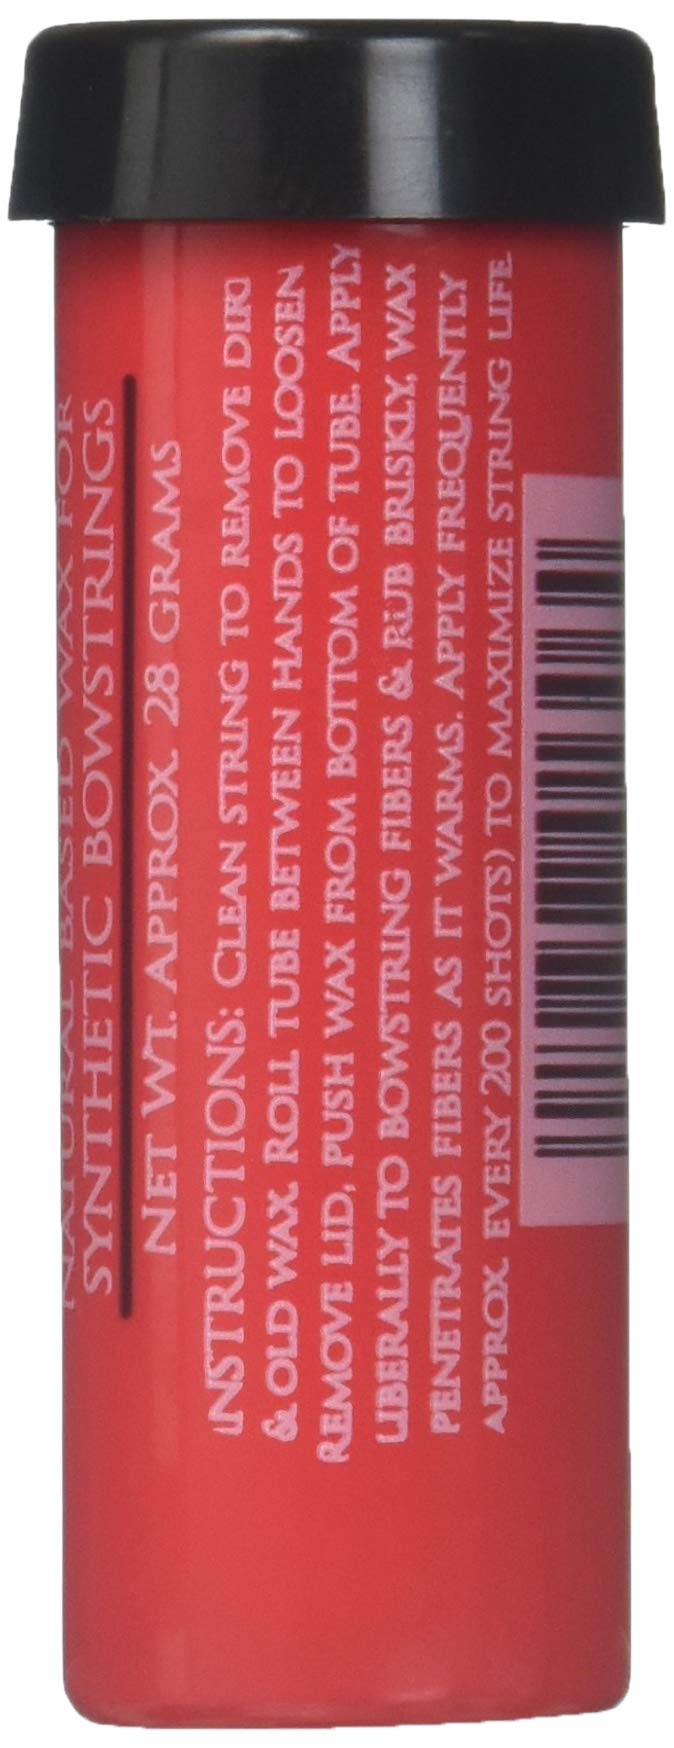 NATURAL BASED WAX FOR
SYNTHETIC BOWSTRINGS
NET WT. APPROX. 28 GRAMS
INSTRUCTIONS: CLEAN STRING TO REMOVE DIRT
& OLD WAX. ROLL TUBE BETWEEN HANDS TO LOOSEN
REMOVE LID, PUSH WAX FROM BOTTOM OF TUBE. APPLY
LIBERALLY TO BOWSTRING FIBERS & RUB BRISKLY, WAX
PENETRATES FIBERS AS IT WARMS. APPLY FREQUENTLY
APPROX. EVERY 200 SHOTS) TO MAXIMIZE STRING LIFE.